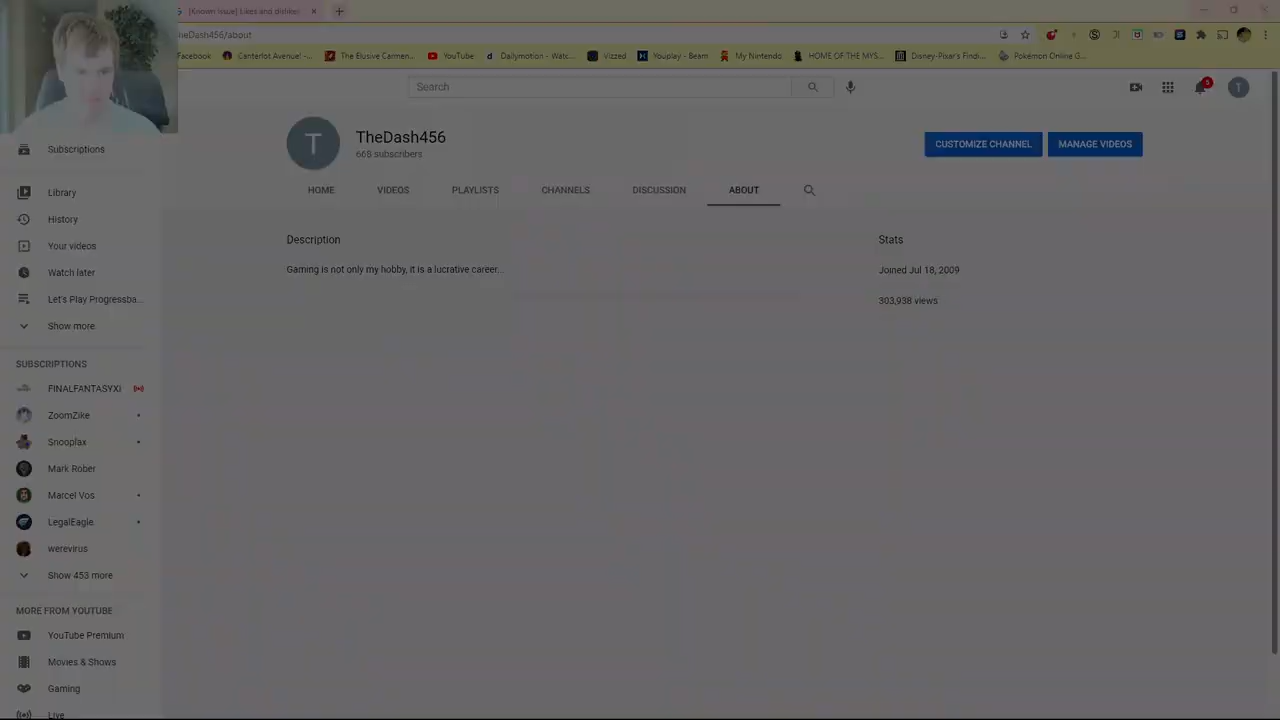 [Known Issue] Likes and dislike
heDash456/about
Facebook
Canterlot Avenue! -...
The Elusive Carmen...
YouTube
Dailymotion - Watc...
Vizzed
Youplay - Beam
My Nintendo
HOME OF THE MYS...
Disney-Pixar's Findi...
Pokémon Online G...
Search
5
T
T
TheDash456
668 subscribers
CUSTOMIZE CHANNEL
MANAGE VIDEOS
HOME
VIDEOS
PLAYLISTS
CHANNELS
DISCUSSION
ABOUT
Description
Gaming is not only my hobby, it is a lucrative career...
Stats
Joined Jul 18, 2009
303,938 views
Subscriptions
Library
History
Your videos
Watch later
Let's Play Progressba...
Show more
SUBSCRIPTIONS
FINALFANTASYXI
ZoomZike
Snooplax
Mark Rober
Marcel Vos
LegalEagle
werevirus
Show 453 more
MORE FROM YOUTUBE
YouTube Premium
Movies & Shows
Gaming
Live